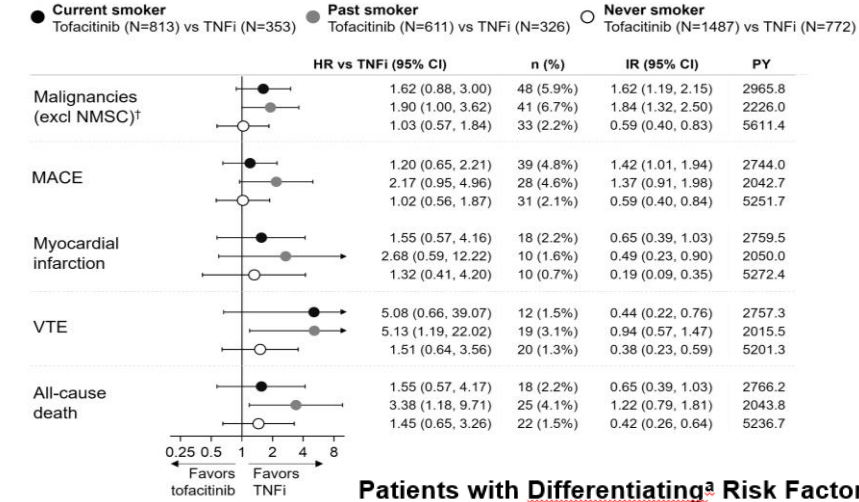 Current smoker
Tofacitinib (N=813) vs TNFi (N=353)
Past smoker
Tofacitinib (N=611) vs TNFi (N=326)
Never smoker
Tofacitinib (N=1487) vs TNFi (N=772)
HR vs TNFi (95% CI) n (%) IR (95% CI) PY
Malignancies
(excl NMSC)†
1.62 (0.88, 3.00) 48 (5.9%) 1.62 (1.19, 2.15) 2965.8
1.90 (1.00, 3.62) 41 (6.7%) 1.84 (1.32, 2.50) 2226.0
1.03 (0.57, 1.84) 33 (2.2%) 0.59 (0.40, 0.83) 5611.4
MACE
1.20 (0.65, 2.21) 39 (4.8%) 1.42 (1.01, 1.94) 2744.0
2.17 (0.95, 4.96) 28 (4.6%) 1.37 (0.91, 1.98) 2042.7
1.02 (0.56, 1.87) 31 (2.1%) 0.59 (0.40, 0.84) 5251.7
Myocardial
infarction
1.55 (0.57, 4.16) 18 (2.2%) 0.65 (0.39, 1.03) 2759.5
2.68 (0.59, 12.22) 10 (1.6%) 0.49 (0.23, 0.90) 2050.0
1.32 (0.41, 4.20) 10 (0.7%) 0.19 (0.09, 0.35) 5272.4
VTE
5.08 (0.66, 39.07) 12 (1.5%) 0.44 (0.22, 0.76) 2757.3
5.13 (1.19, 22.02) 19 (3.1%) 0.94 (0.57, 1.47) 2015.5
1.51 (0.64, 3.56) 20 (1.3%) 0.38 (0.23, 0.59) 5201.3
All-cause
death
1.55 (0.57, 4.17) 18 (2.2%) 0.65 (0.39, 1.03) 2766.2
3.38 (1.18, 9.71) 25 (4.1%) 1.22 (0.79, 1.81) 2043.8
1.45 (0.65, 3.26) 22 (1.5%) 0.42 (0.26, 0.64) 5236.7
0.25 0.5 1 2 4 8
Favors
tofacitinib
Favors
TNFi
Patients with Differentiatingª Risk Factor